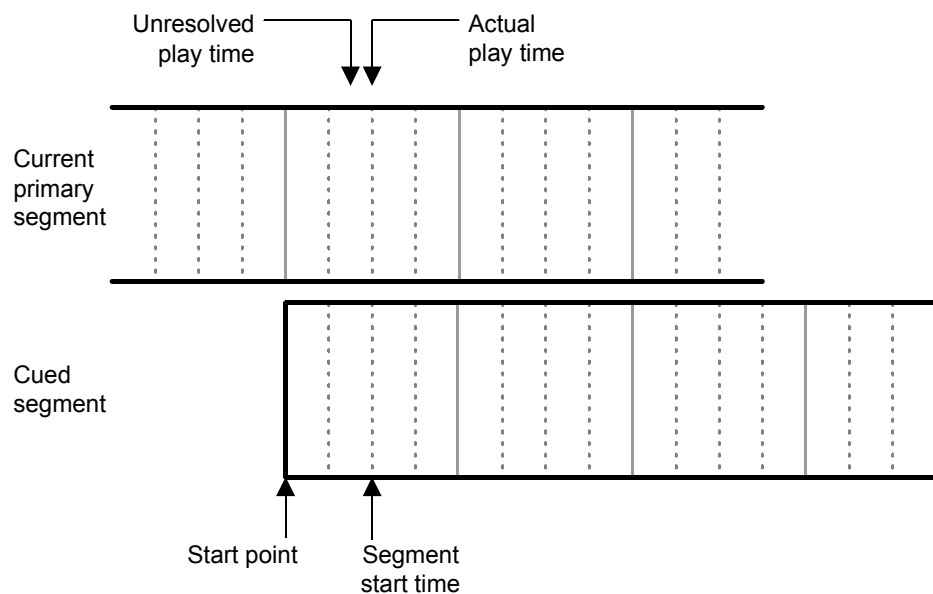 Unresolved
play time
Actual
play time
Current
primary
segment
Cued
segment
Start point
Segment
start time